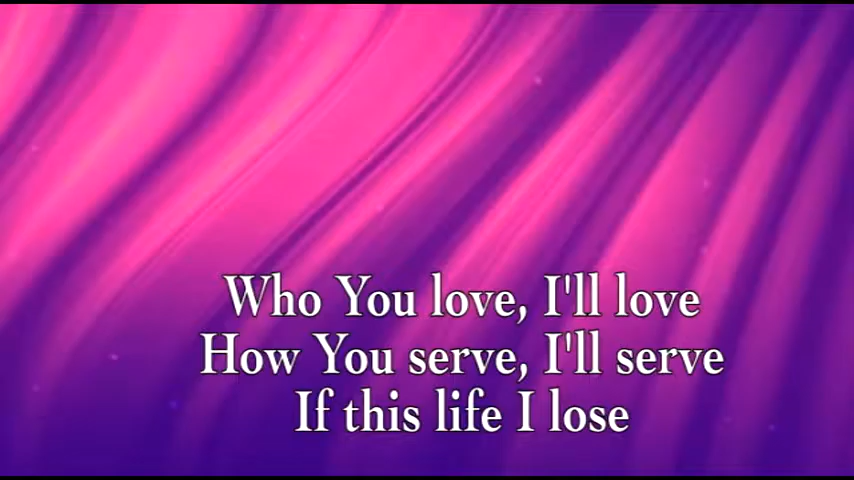 Who You love, I'll love
How You serve, I'll serve
If this life I lose